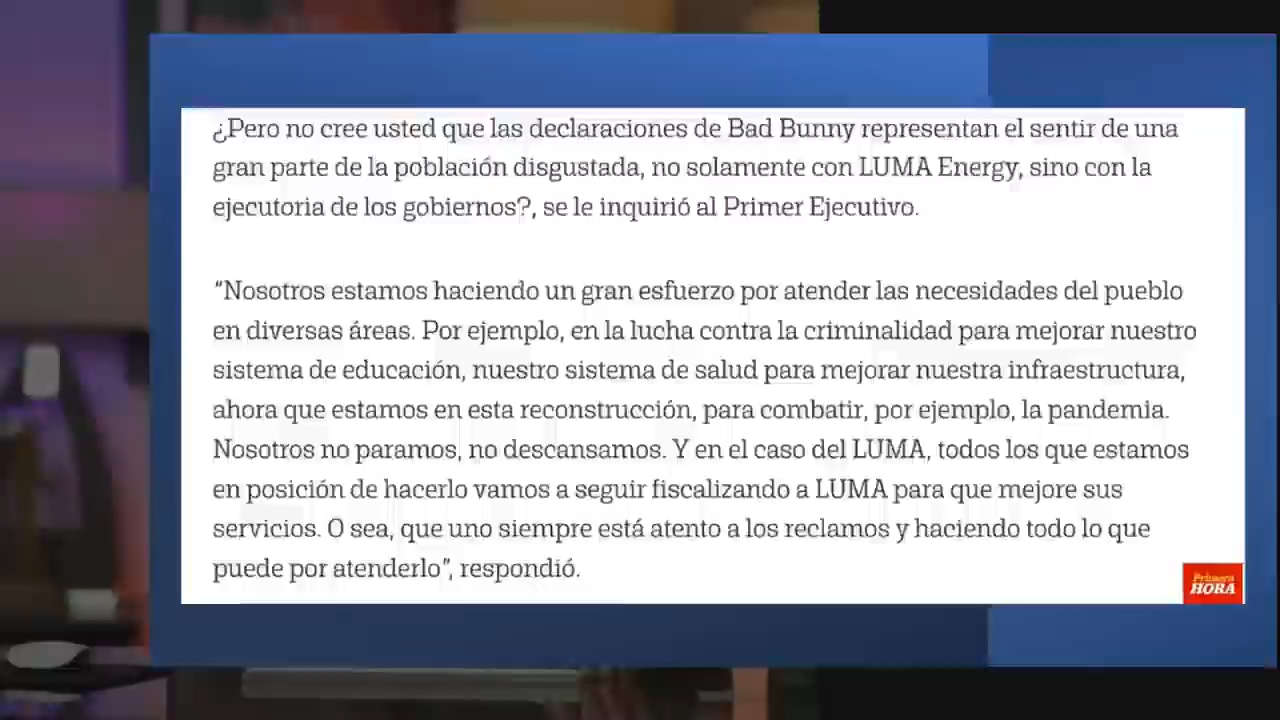 ¿Pero no cree usted que las declaraciones de Bad Bunny representan el sentir de una
gran parte de la población disgustada, no solamente con LUMA Energy, sino con la
ejecutoria de los gobiernos?, se le inquirió al Primer Ejecutivo.
“Nosotros estamos haciendo un gran esfuerzo por atender las necesidades del pueblo
en diversas áreas. Por ejemplo, en la lucha contra la criminalidad para mejorar nuestro
sistema de educación, nuestro sistema de salud para mejorar nuestra infraestructura,
ahora que estamos en esta reconstrucción, para combatir, por ejemplo, la pandemia.
Nosotros no paramos, no descansamos. Y en el caso del LUMA, todos los que estamos
en posición de hacerlo vamos a seguir fiscalizando a LUMA para que mejore sus
servicios. O sea, que uno siempre está atento a los reclamos y haciendo todo lo que
puede por atenderlo”, respondió.
Primera
HORA